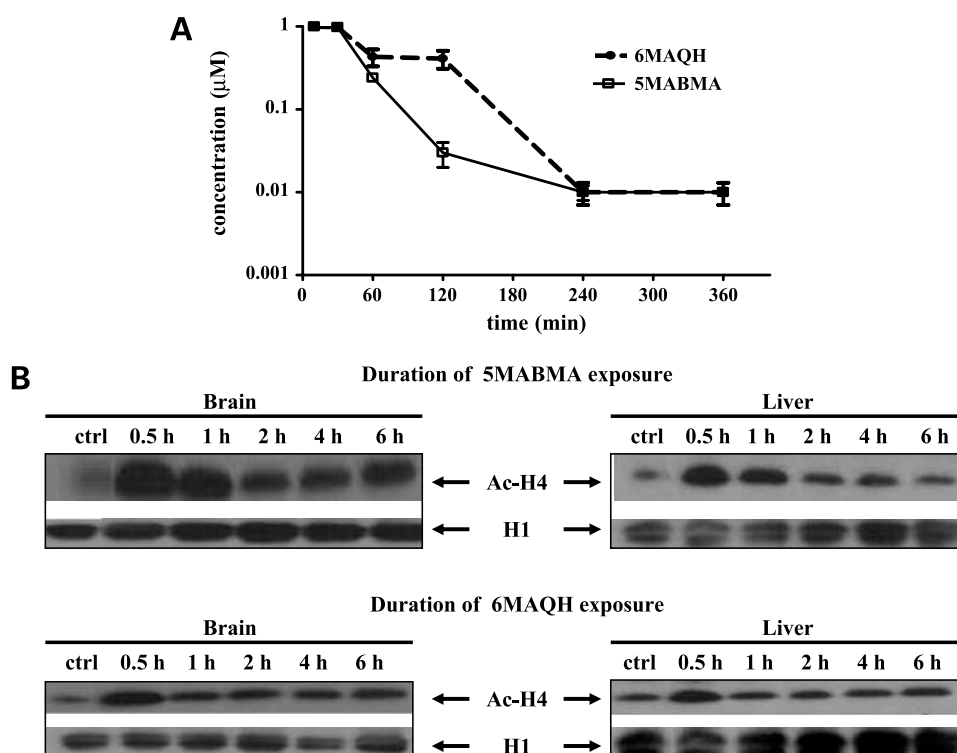 A
1
0.1
0.01
0.001
concentration (µM)
0 60 120 180 240 300 360
time (min)
6MAQH
5MABMA
B
Duration of 5MABMA exposure
Brain
Liver
ctrl 0.5 h 1 h 2 h 4 h 6 h
ctrl 0.5 h 1 h 2 h 4 h 6 h
Ac-H4
H1
Duration of 6MAQH exposure
Brain
Liver
ctrl 0.5 h 1 h 2 h 4 h 6 h
ctrl 0.5 h 1 h 2 h 4 h 6 h
Ac-H4
H1